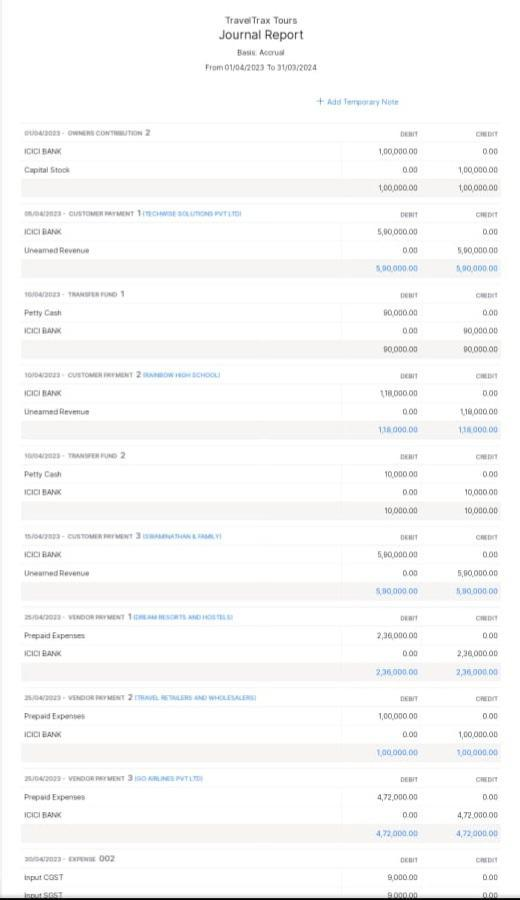 TravelTrax Tours
Journal Report
Basis: Accrual
From 01/04/2023 To 31/03/2024
+ Add Temporary Note
01/04/2023 - OWNERS CONTRIBUTION 2 DEBIT CREDIT
ICICI BANK 1,00,000.00 0.00
Capital Stock 0.00 1,00,000.00
1,00,000.00 1,00,000.00
05/04/2023 - CUSTOMER PAYMENT 1 (TECHWISE SOLUTIONS PVT LTD) DEBIT CREDIT
ICICI BANK 5,90,000.00 0.00
Unearned Revenue 0.00 5,90,000.00
5,90,000.00 5,90,000.00
10/04/2023 - TRANSFER FUND 1 DEBIT CREDIT
Petty Cash 90,000.00 0.00
ICICI BANK 0.00 90,000.00
90,000.00 90,000.00
10/04/2023 - CUSTOMER PAYMENT 2 (RAINBOW HIGH SCHOOL) DEBIT CREDIT
ICICI BANK 1,18,000.00 0.00
Unearned Revenue 0.00 1,18,000.00
1,18,000.00 1,18,000.00
10/04/2023 - TRANSFER FUND 2 DEBIT CREDIT
Petty Cash 10,000.00 0.00
ICICI BANK 0.00 10,000.00
10,000.00 10,000.00
15/04/2023 - CUSTOMER PAYMENT 3 (SWAMINATHAN & FAMILY) DEBIT CREDIT
ICICI BANK 5,90,000.00 0.00
Unearned Revenue 0.00 5,90,000.00
5,90,000.00 5,90,000.00
25/04/2023 - VENDOR PAYMENT 1 (DREAM RESORTS AND HOSTELS) DEBIT CREDIT
Prepaid Expenses 2,36,000.00 0.00
ICICI BANK 0.00 2,36,000.00
2,36,000.00 2,36,000.00
25/04/2023 - VENDOR PAYMENT 2 (TRAVEL RETAILERS AND WHOLESALERS) DEBIT CREDIT
Prepaid Expenses 1,00,000.00 0.00
ICICI BANK 0.00 1,00,000.00
1,00,000.00 1,00,000.00
25/04/2023 - VENDOR PAYMENT 3 (GO AIRLINES PVT LTD) DEBIT CREDIT
Prepaid Expenses 4,72,000.00 0.00
ICICI BANK 0.00 4,72,000.00
4,72,000.00 4,72,000.00
30/04/2023 - EXPENSE 002 DEBIT CREDIT
Input CGST 9,000.00 0.00
Input SGST 9,000.00 0.00